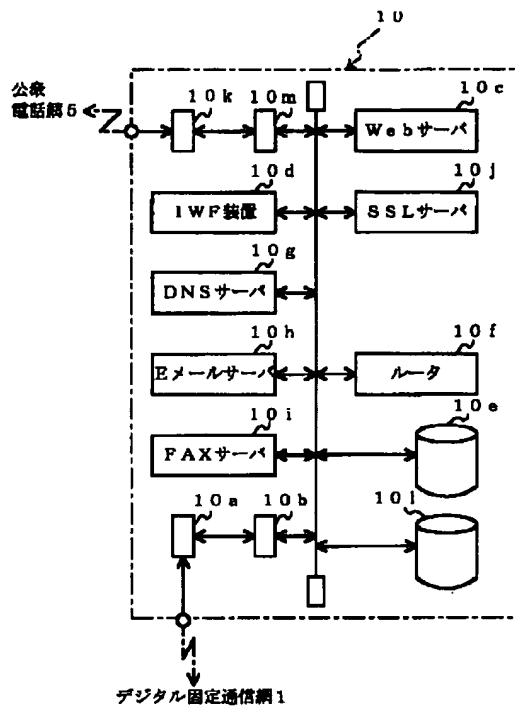 10
公衆
電話網5
10k
10m
10c
Webサーバ
10d
IWF装置
10j
SSLサーバ
10g
DNSサーバ
10h
Eメールサーバ
10f
ルータ
10i
FAXサーバ
10e
10a
10b
10l
デジタル固定通信網1